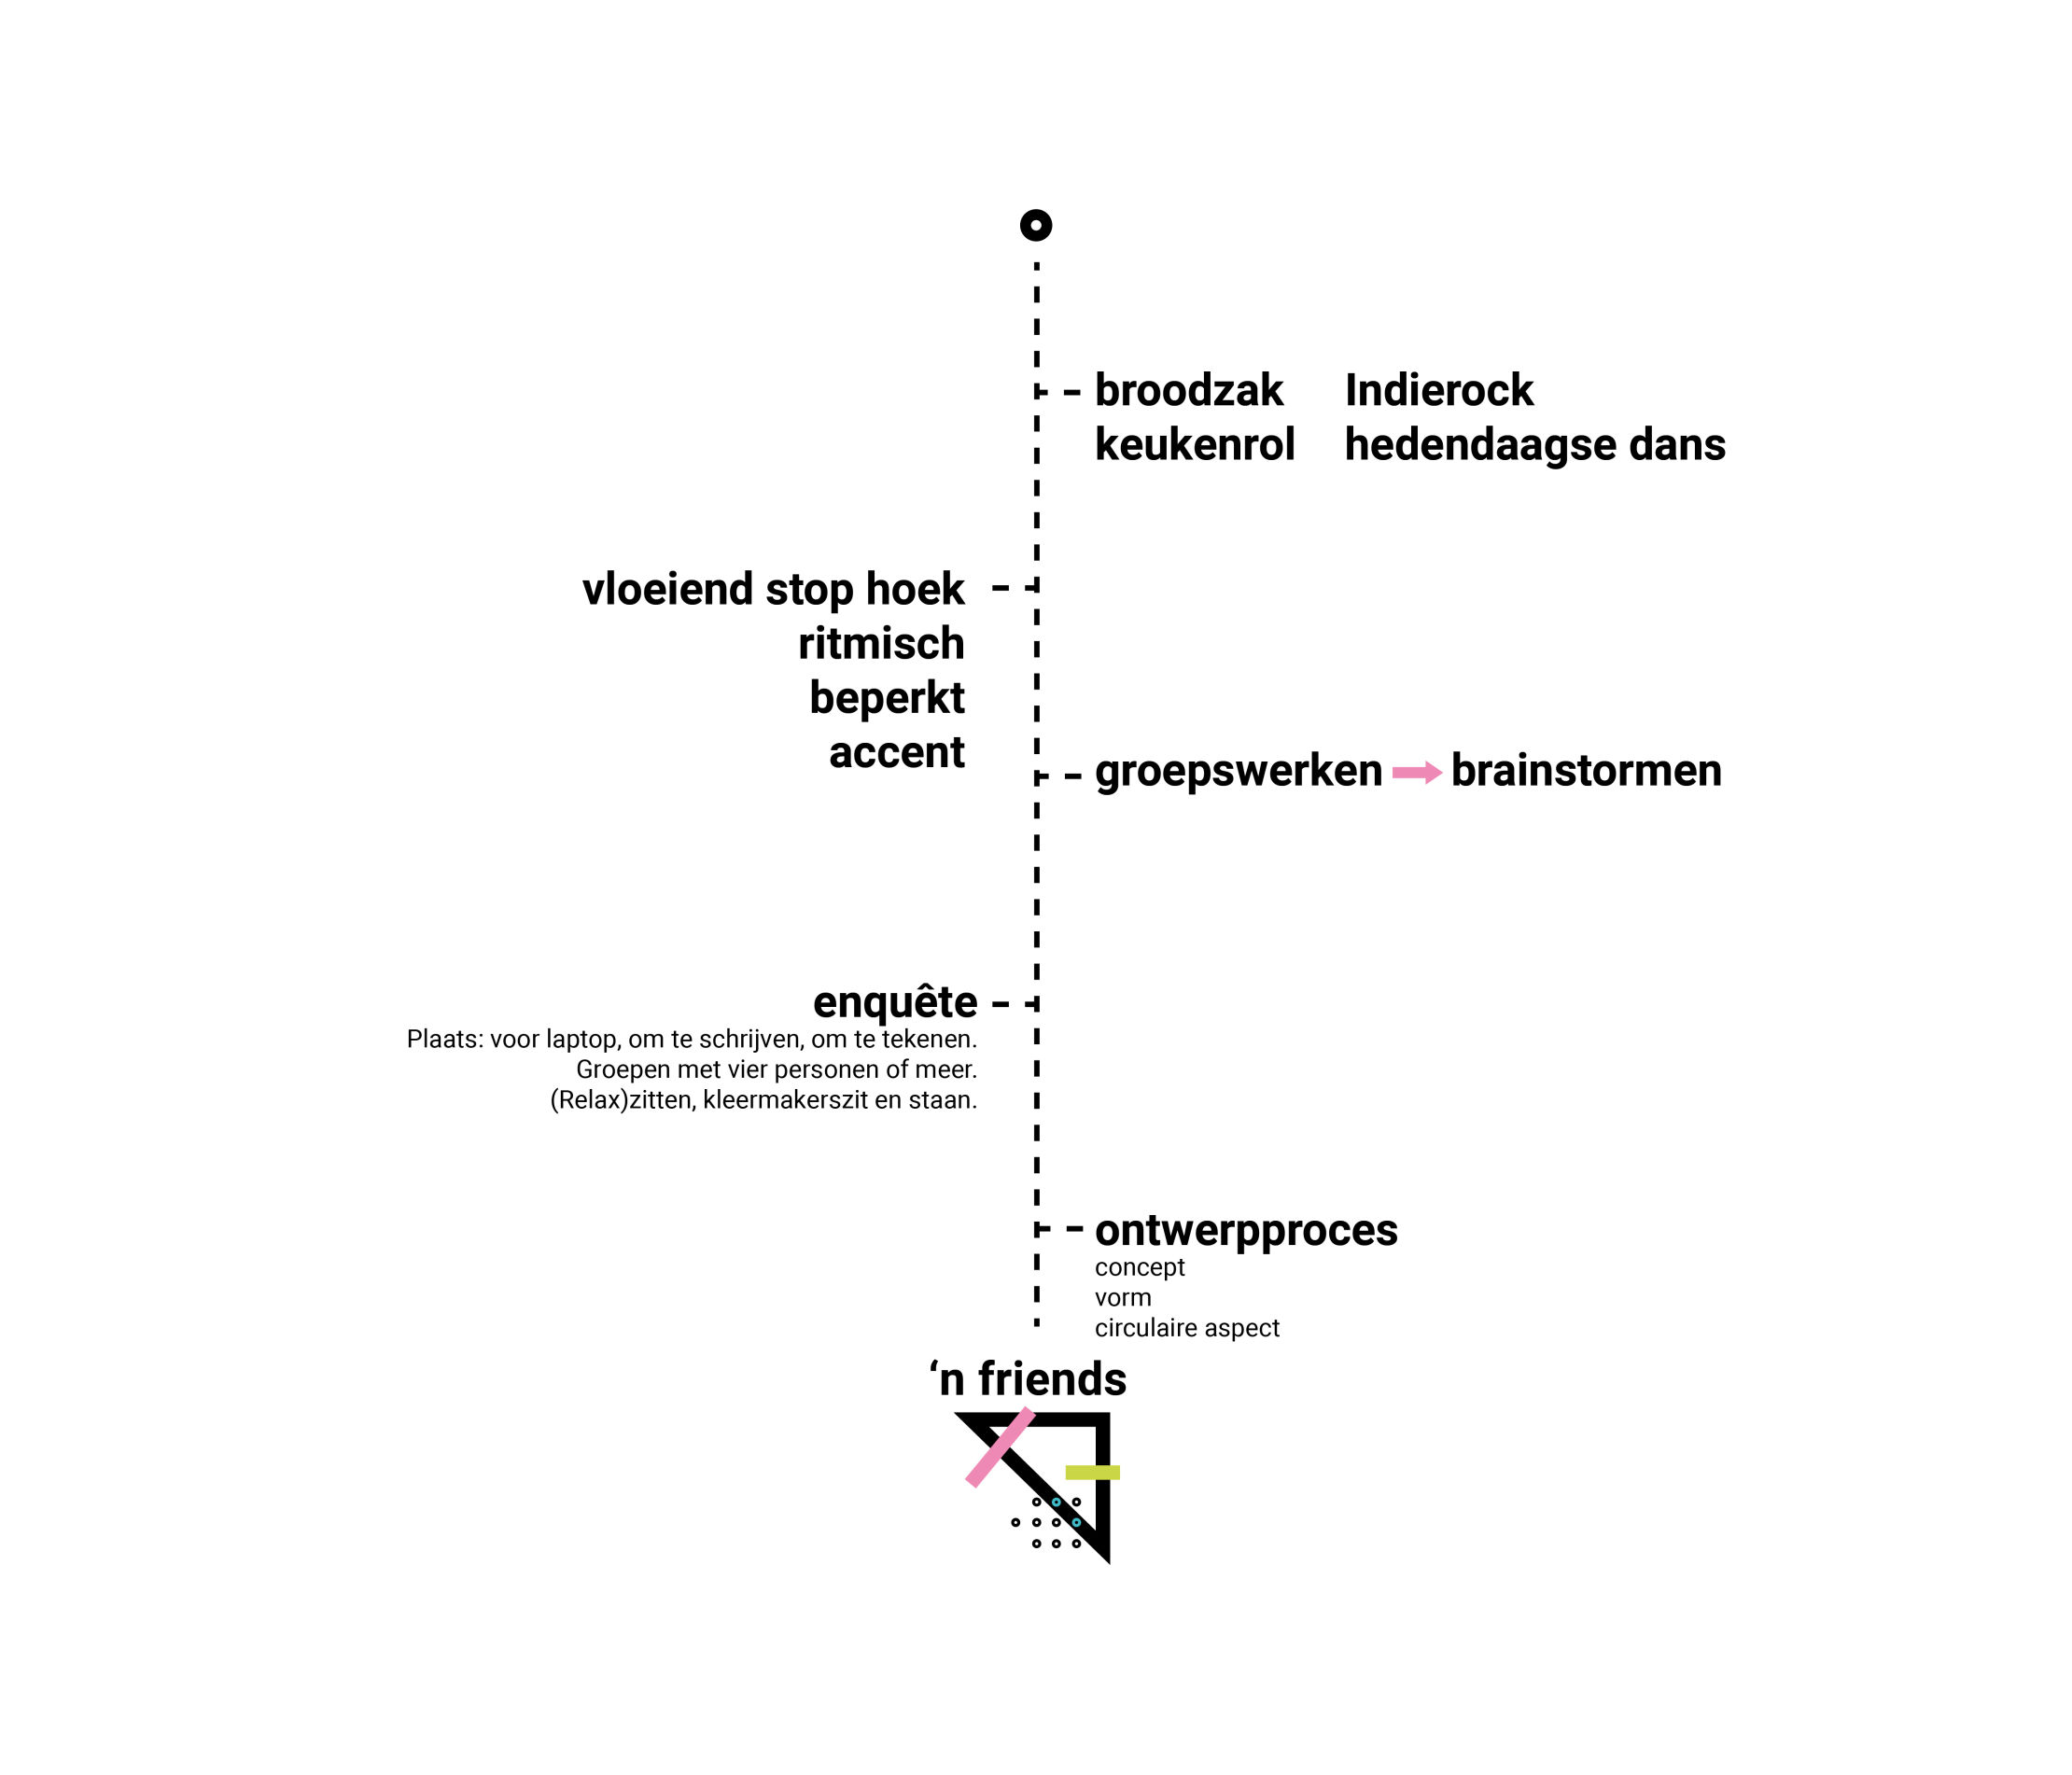 broodzak Indierock
keukenrol hedendaagse dans
vloeiend stop hoek
ritmisch
beperkt
accent
groepswerken brainstormen
enquête
Plaats: voor laptop, om te schrijven, om te tekenen.
Groepen met vier personen of meer.
(Relax)zitten, kleermakerszit en staan.
ontwerpproces
concept
vorm
circulaire aspect
‘n friends